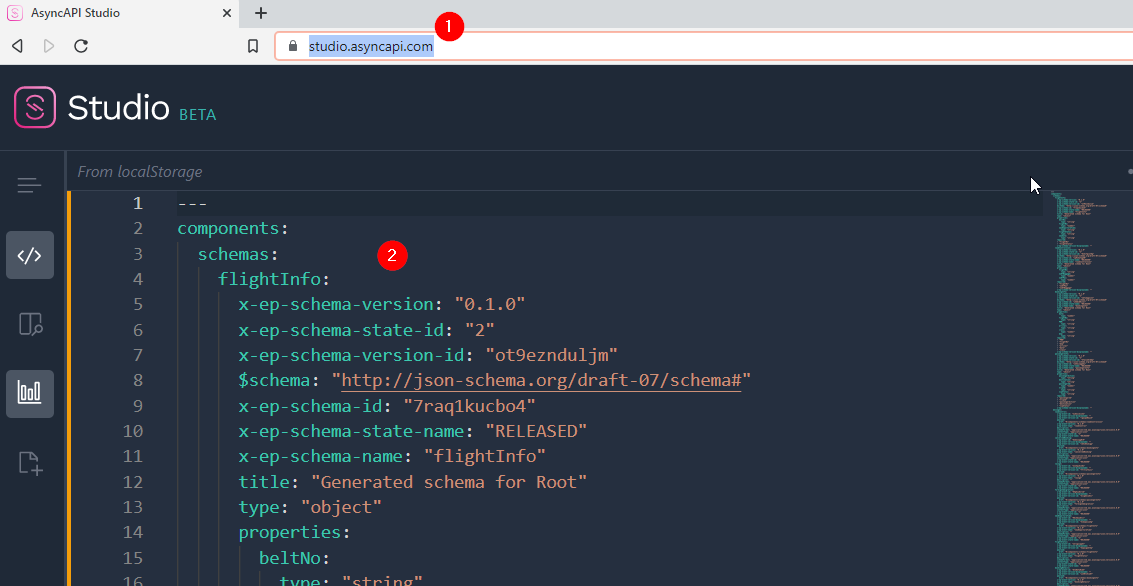 AsyncAPI Studio
studio.asyncapi.com
1
Studio BETA
From localStorage
1 ---
2 components:
3 schemas:
2
4 flightInfo:
5 x-ep-schema-version: "0.1.0"
6 x-ep-schema-state-id: "2"
7 x-ep-schema-version-id: "ot9eznduljm"
8 $schema: "http://json-schema.org/draft-07/schema#"
9 x-ep-schema-id: "7raq1kucbo4"
10 x-ep-schema-state-name: "RELEASED"
11 x-ep-schema-name: "flightInfo"
12 title: "Generated schema for Root"
13 type: "object"
14 properties:
15 beltNo:
16 type: "string"